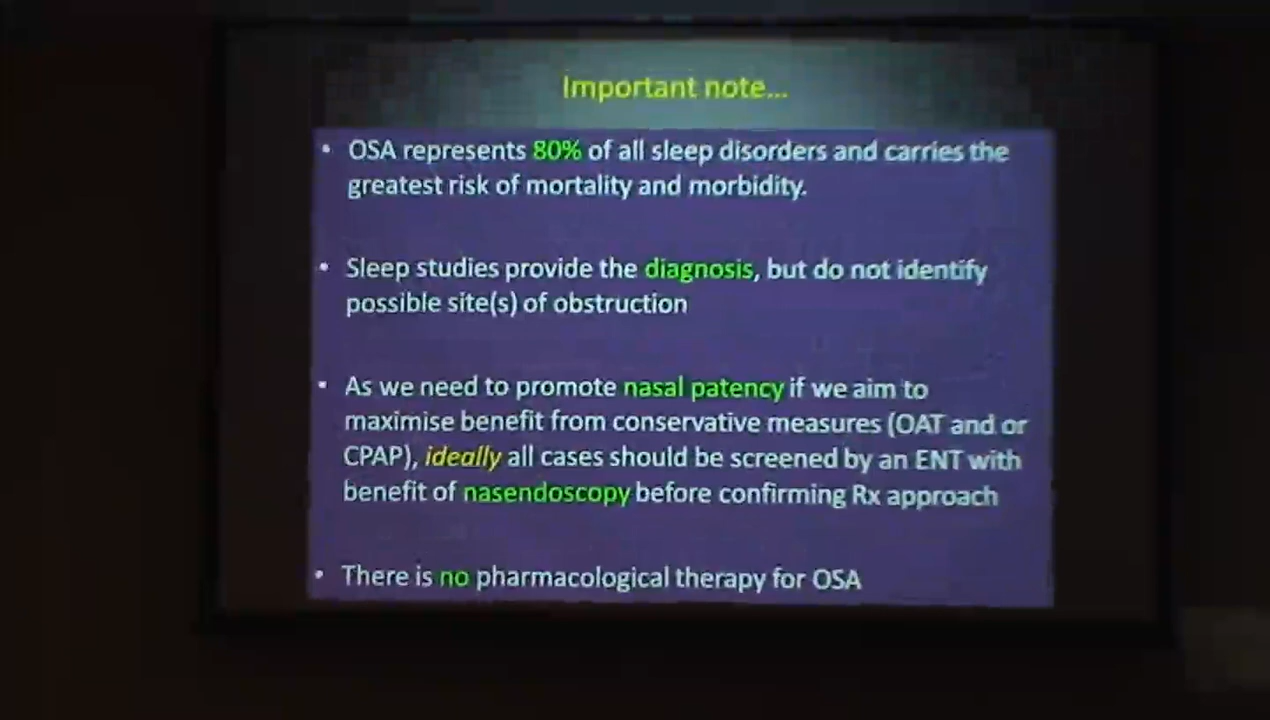 Important note...
• OSA represents 80% of all sleep disorders and carries the
greatest risk of mortality and morbidity.
• Sleep studies provide the diagnosis, but do not identify
possible site(s) of obstruction
• As we need to promote nasal patency if we aim to
maximise benefit from conservative measures (OAT and or
CPAP), ideally all cases should be screened by an ENT with
benefit of nasendoscopy before confirming Rx approach
• There is no pharmacological therapy for OSA